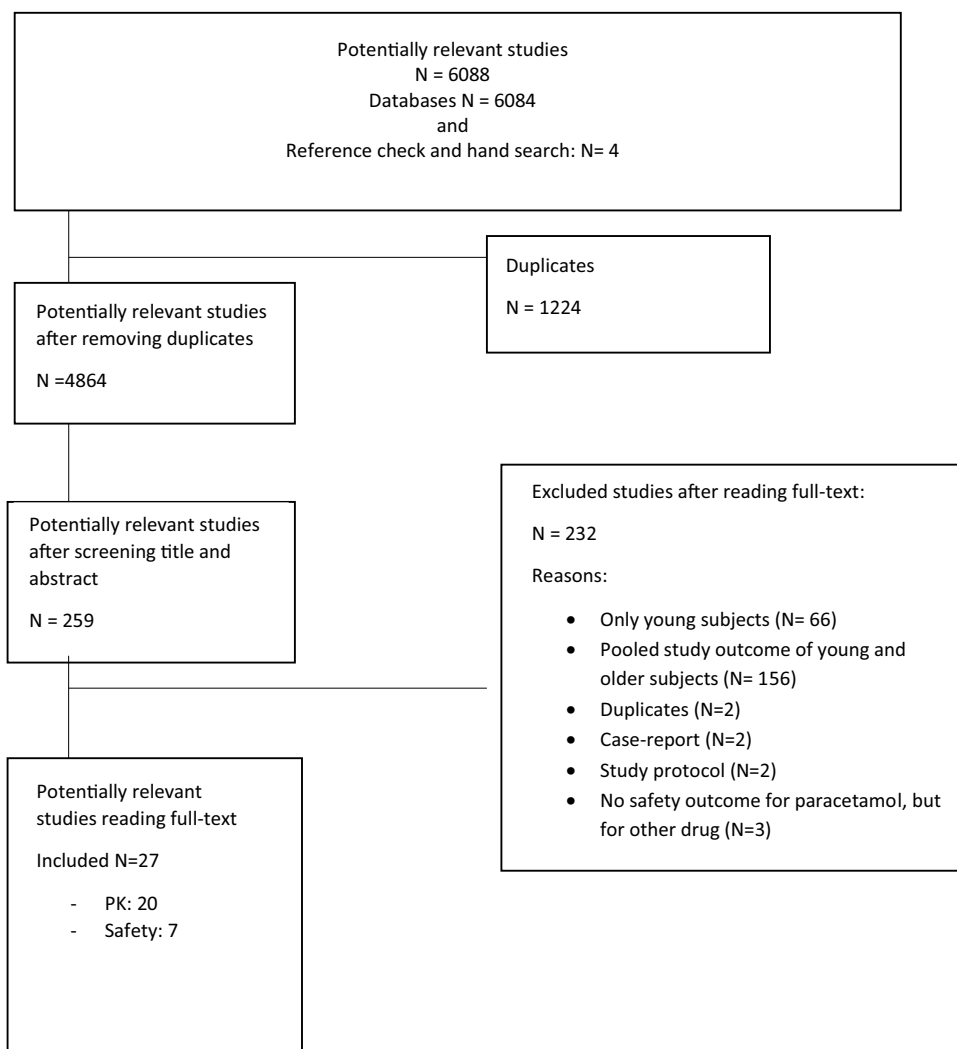 Potentially relevant studies
N = 6088
Databases N = 6084
and
Reference check and hand search: N= 4
Duplicates
N = 1224
Potentially relevant studies
after removing duplicates
N =4864
Excluded studies after reading full-text:
N = 232
Reasons:
• Only young subjects (N= 66)
• Pooled study outcome of young and
older subjects (N= 156)
• Duplicates (N=2)
• Case-report (N=2)
• Study protocol (N=2)
• No safety outcome for paracetamol, but
for other drug (N=3)
Potentially relevant studies
after screening title and
abstract
N = 259
Potentially relevant
studies reading full-text
Included N=27
- PK: 20
- Safety: 7